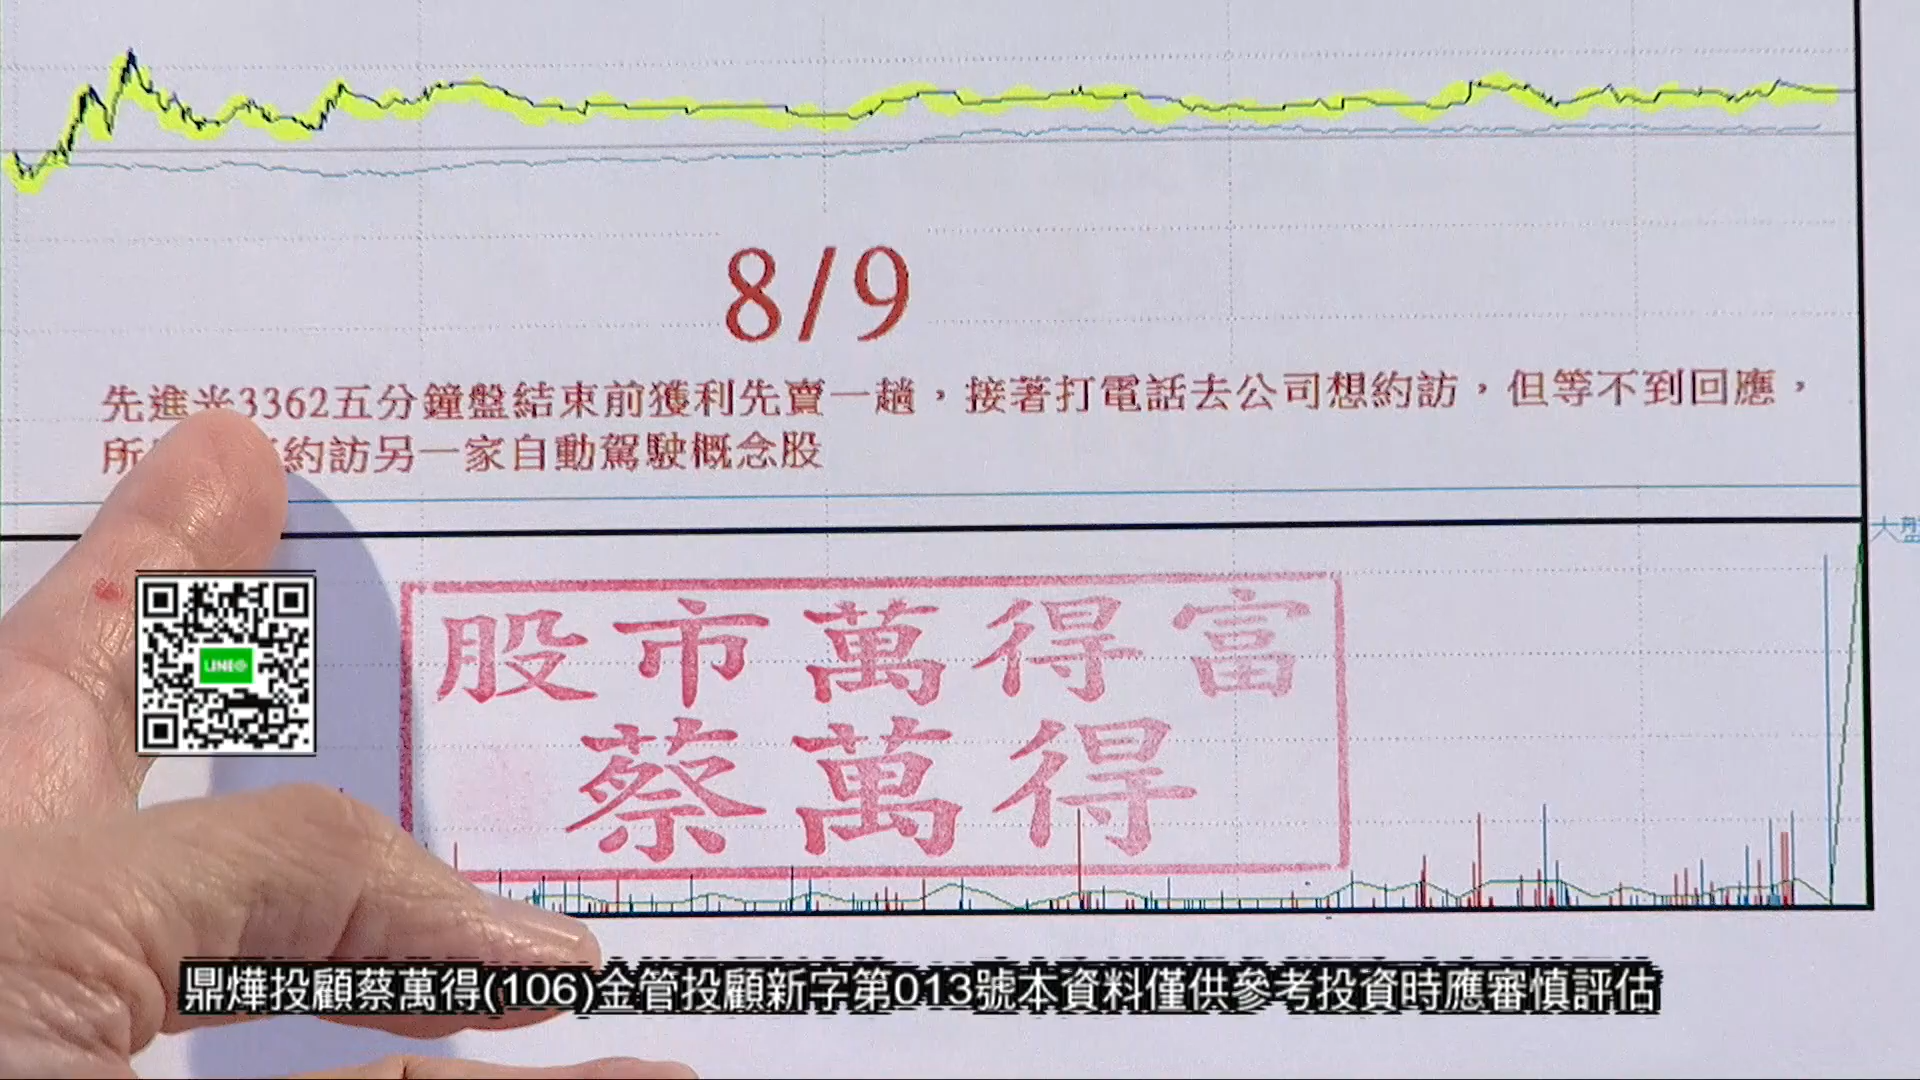 8/9
先進光3362五分鐘盤結束前獲利先賣一趟，接著打電話去公司想約訪，但等不到回應，
所 約訪另一家自動駕駛概念股
大盤
股市萬得富
蔡萬得
LINE@
鼎燁投顧蔡萬得(106)金管投顧新字第013號本資料僅供參考投資時應審慎評估